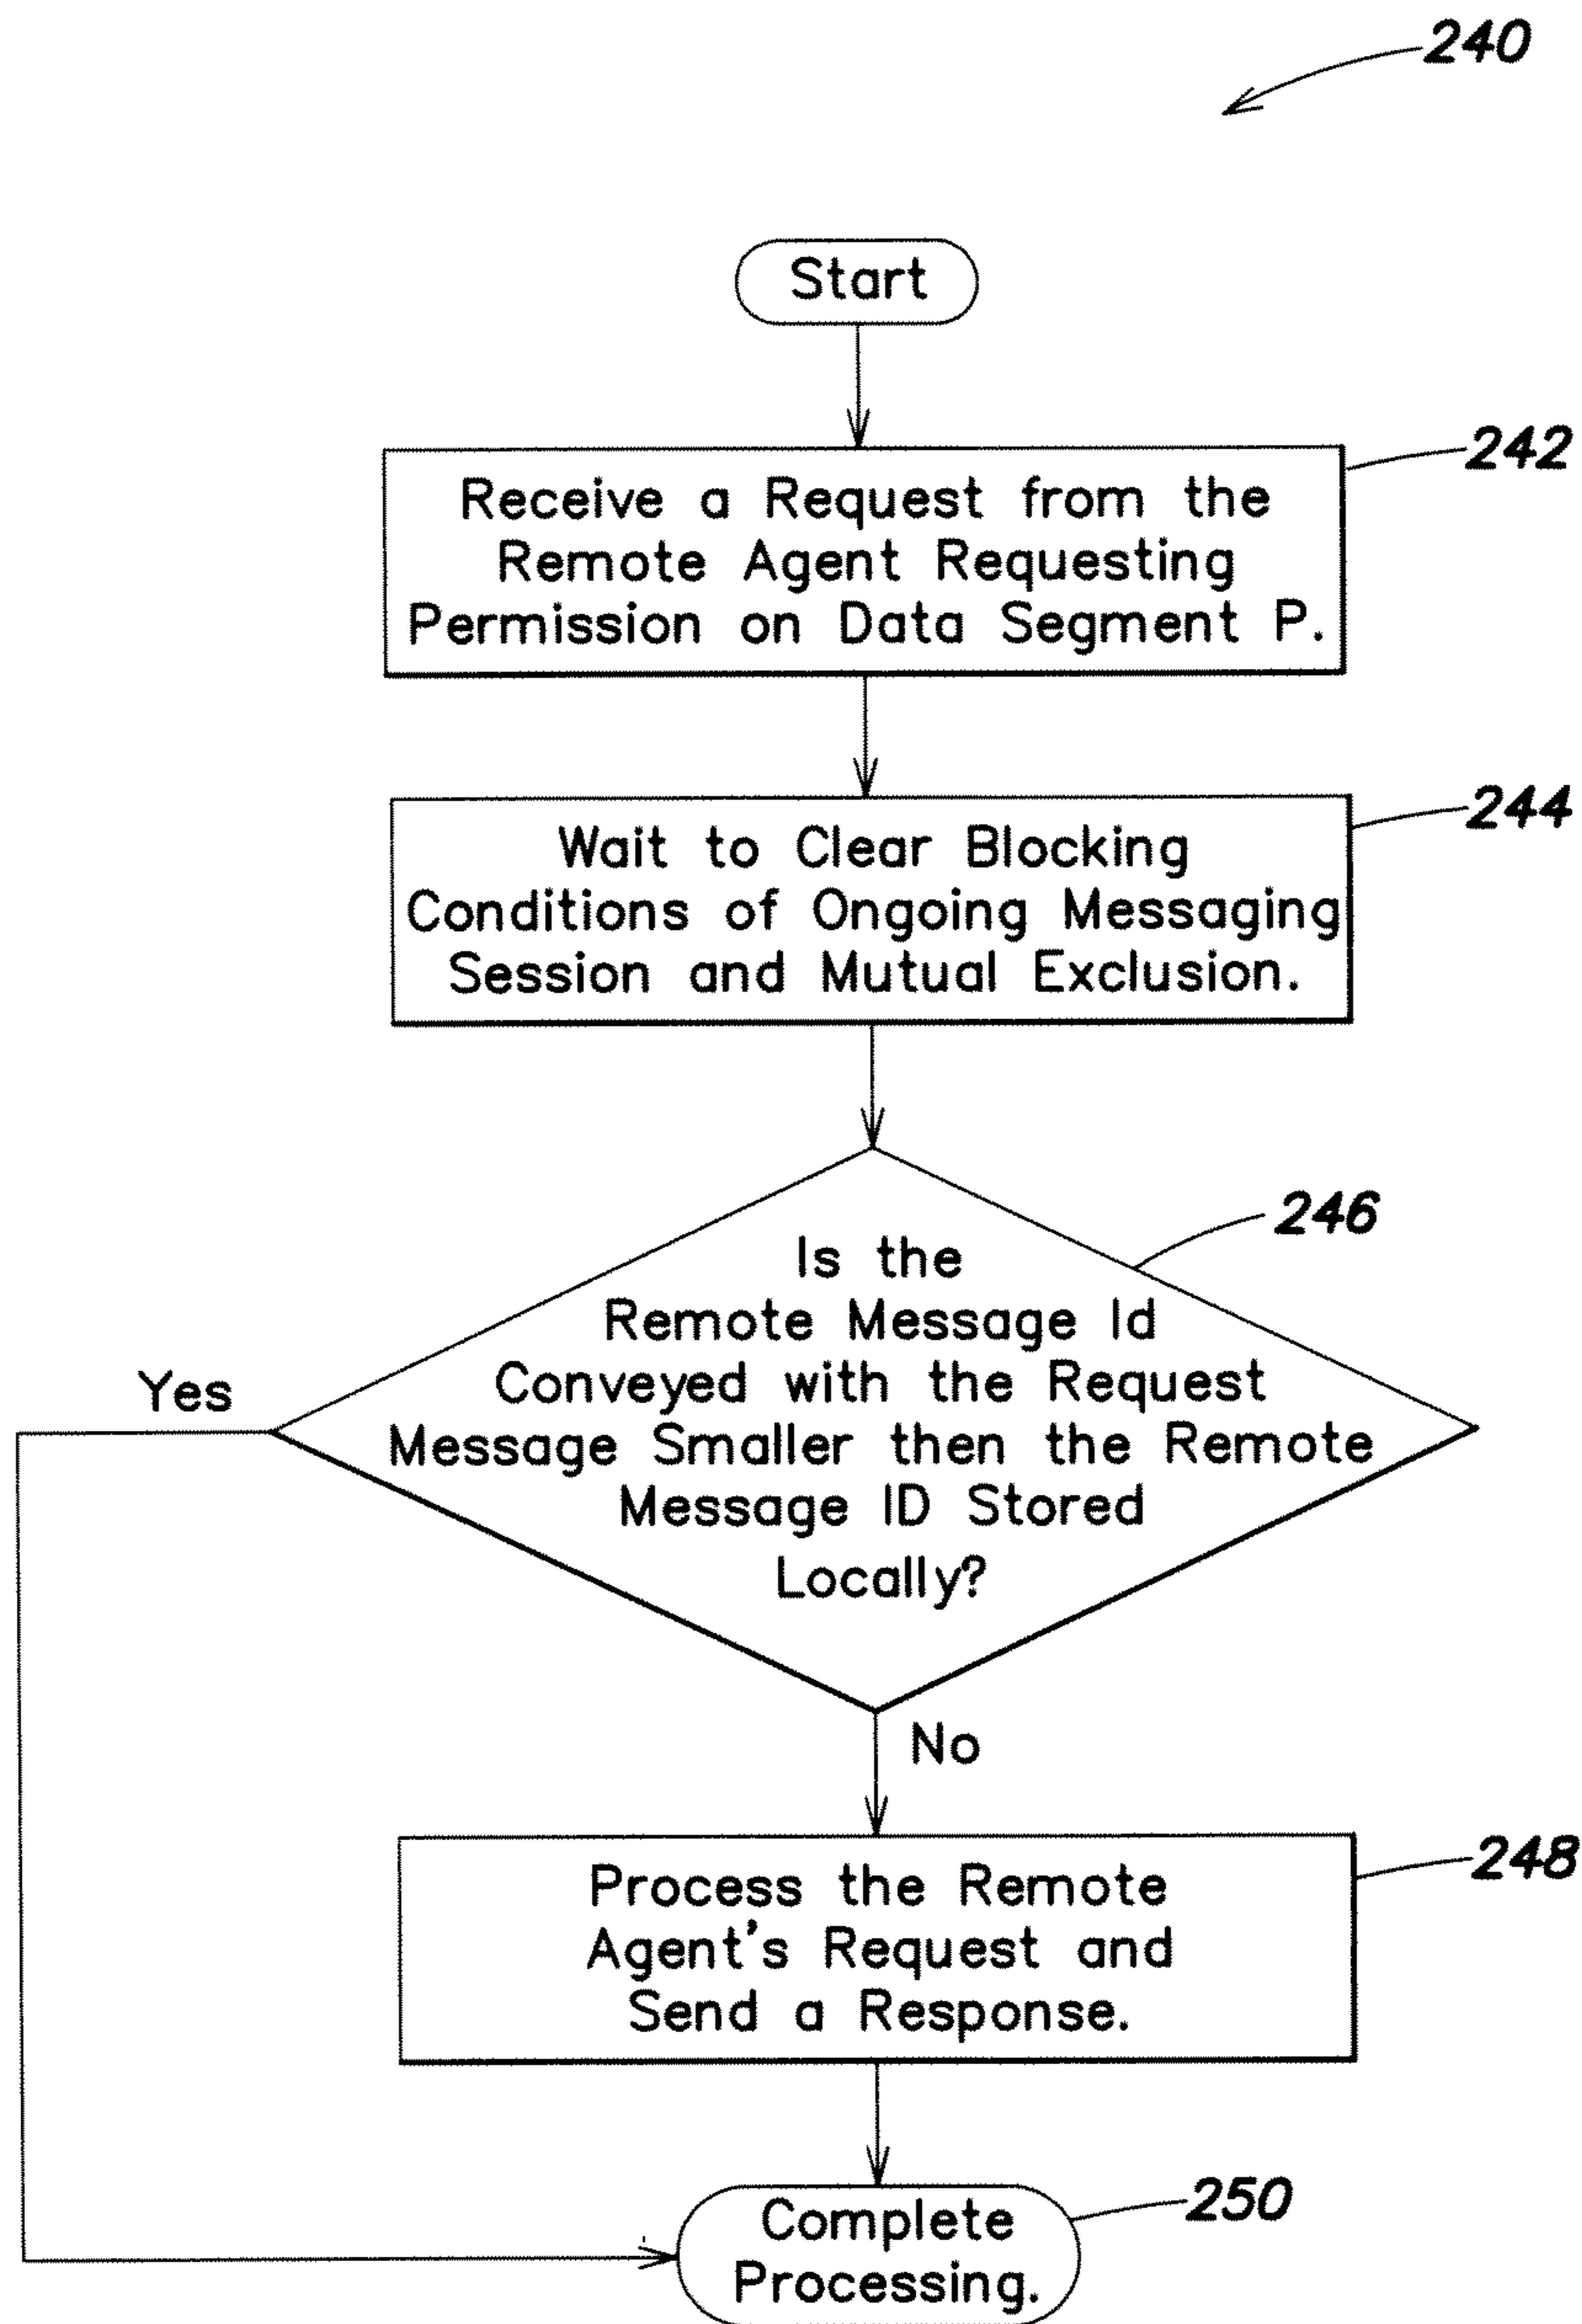 240
Start
242
Receive a Request from the
Remote Agent Requesting
Permission on Data Segment P.
244
Wait to Clear Blocking
Conditions of Ongoing Messaging
Session and Mutual Exclusion.
246
Is the
Remote Message Id
Conveyed with the Request
Message Smaller then the Remote
Message ID Stored
Locally?
Yes
No
248
Process the Remote
Agent's Request and
Send a Response.
250
Complete
Processing.